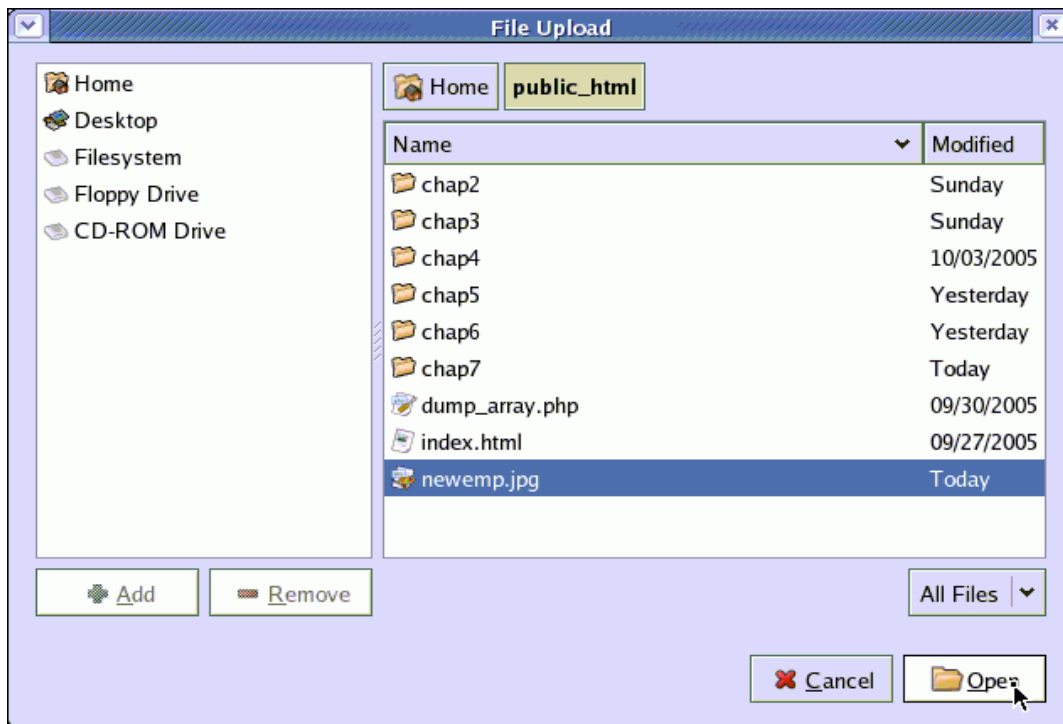 File Upload
Home
Desktop
Filesystem
Floppy Drive
CD-ROM Drive
Home public_html
Name Modified
chap2 Sunday
chap3 Sunday
chap4 10/03/2005
chap5 Yesterday
chap6 Yesterday
chap7 Today
dump_array.php 09/30/2005
index.html 09/27/2005
newemp.jpg Today
Add Remove
All Files
Cancel Open